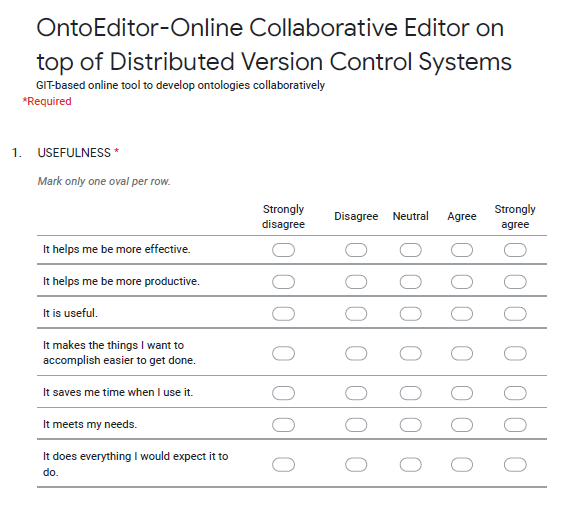 OntoEditor-Online Collaborative Editor on
top of Distributed Version Control Systems
GIT-based online tool to develop ontologies collaboratively
*Required
1. USEFULNESS *
Mark only one oval per row.
Strongly disagree Disagree Neutral Agree Strongly agree
It helps me be more effective.
It helps me be more productive.
It is useful.
It makes the things I want to
accomplish easier to get done.
It saves me time when I use it.
It meets my needs.
It does everything I would expect it to
do.